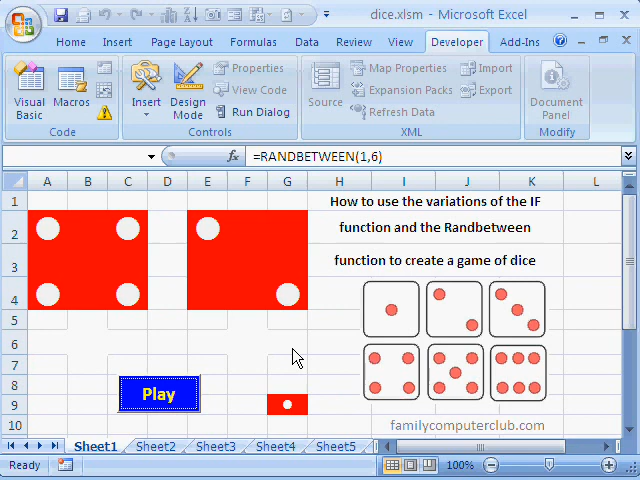 dice.xlsm - Microsoft Excel
Home Insert Page Layout Formulas Data Review View Developer Add-Ins
Visual Basic
Macros
Code
Insert
Design Mode
Properties
View Code
Run Dialog
Controls
Source
Map Properties
Expansion Packs
Refresh Data
Import
Export
XML
Document Panel
Modify
fx =RANDBETWEEN(1,6)
A B C D E F G H I J K L
1 How to use the variations of the IF
2 function and the Randbetween
3 function to create a game of dice
4
5
6
7
8
Play
9
10 familycomputerclub.com
Sheet1 Sheet2 Sheet3 Sheet4 Sheet5
Ready 100%